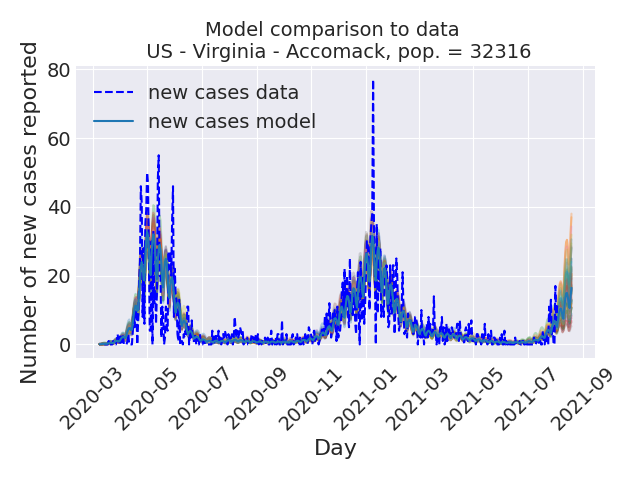 Model comparison to data
US - Virginia - Accomack, pop. = 32316
Number of new cases reported
80
60
40
20
0
new cases data
new cases model
2020-03
2020-05
2020-07
2020-09
2020-11
2021-01
2021-03
2021-05
2021-07
2021-09
Day